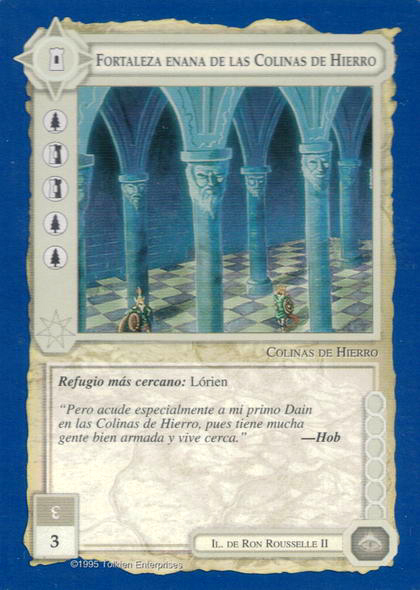 FORTALEZA ENANA DE LAS COLINAS DE HIERRO
COLINAS DE HIERRO
Refugio más cercano: Lórien
“Pero acude especialmente a mi primo Dain
en las Colinas de Hierro, pues tiene mucha
gente bien armada y vive cerca.” —Hob
3
IL. DE RON ROUSSELLE II
©1995 Tolkien Enterprises